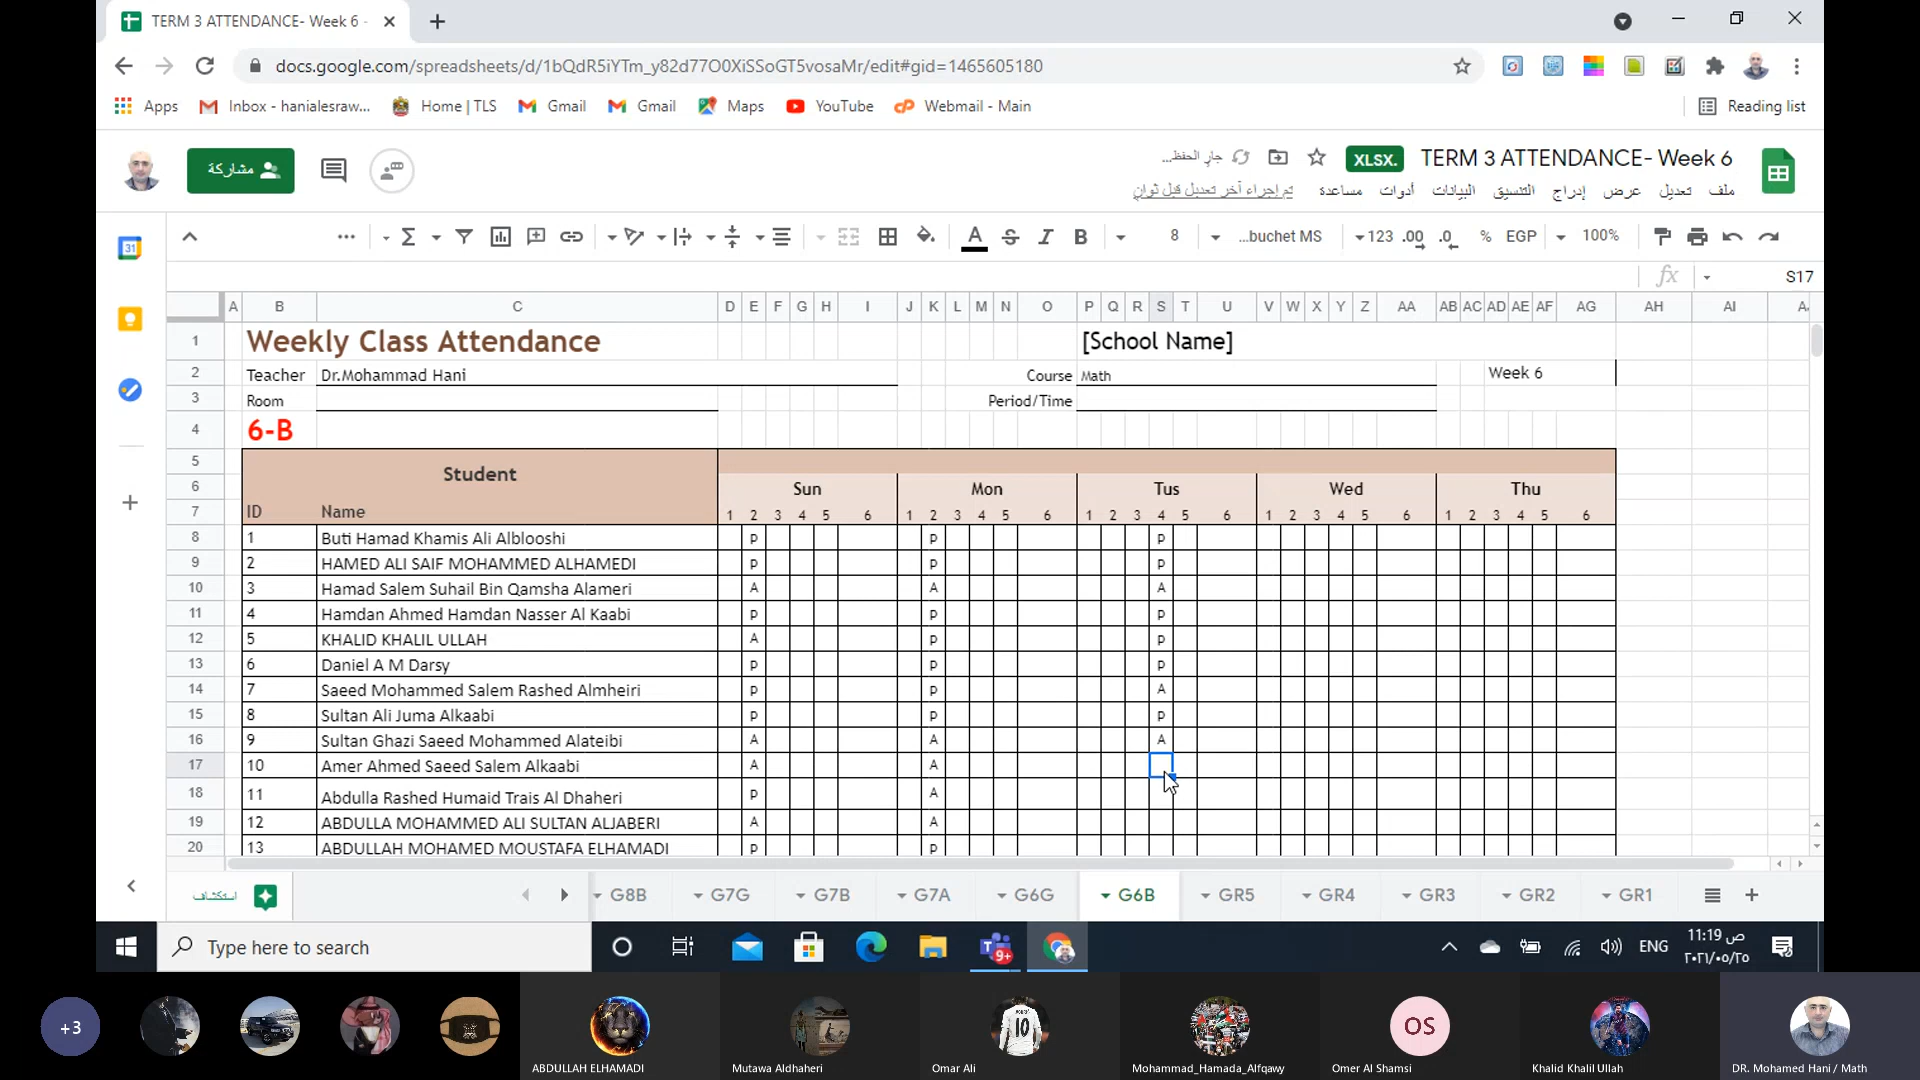 TERM 3 ATTENDANCE- Week 6 -
docs.google.com/spreadsheets/d/1bQdR5iYTm_y82d77O0XiSSoGT5vosaMr/edit#gid=1465605180
Apps Inbox - hanialesraw... Home | TLS Gmail Gmail Maps YouTube Webmail - Main Reading list
مشاركة جارٍ الحفظ... .XLSX TERM 3 ATTENDANCE- Week 6
ملف تعديل عرض إدراج التنسيق البيانات أدوات مساعدة تم إجراء آخر تعديل قبل ثوانٍ
31 Σ A S I B 8 ...buchet MS 123 .00 .0 % EGP 100%
fx S17
A B C D E F G H I J K L M N O P Q R S T U V W X Y Z AA AB AC AD AE AF AG AH AI
1 Weekly Class Attendance [School Name]
2 Teacher Dr.Mohammad Hani Course Math Week 6
3 Room Period/Time
4 6-B
5 Student
6 Sun Mon Tus Wed Thu
7 ID Name 1 2 3 4 5 6 1 2 3 4 5 6 1 2 3 4 5 6 1 2 3 4 5 6 1 2 3 4 5 6
8 1 Buti Hamad Khamis Ali Alblooshi p p p
9 2 HAMED ALI SAIF MOHAMMED ALHAMEDI p p p
10 3 Hamad Salem Suhail Bin Qamsha Alameri A A A
11 4 Hamdan Ahmed Hamdan Nasser Al Kaabi p p p
12 5 KHALID KHALIL ULLAH A p p
13 6 Daniel A M Darsy p p p
14 7 Saeed Mohammed Salem Rashed Almheiri p p A
15 8 Sultan Ali Juma Alkaabi p p p
16 9 Sultan Ghazi Saeed Mohammed Alateibi A A A
17 10 Amer Ahmed Saeed Salem Alkaabi A A
18 11 Abdulla Rashed Humaid Trais Al Dhaheri p A
19 12 ABDULLA MOHAMMED ALI SULTAN ALJABERI A A
20 13 ABDULLAH MOHAMED MOUSTAFA ELHAMADI p p
استكشاف G8B G7G G7B G7A G6G G6B GR5 GR4 GR3 GR2 GR1
Type here to search 9+ ENG ص 11:19
٢٠٢١/٠٥/٢٥
+3 10 OS
ABDULLAH ELHAMADI Mutawa Aldhaheri Omar Ali Mohammad_Hamada_Alfqawy Omer Al Shamsi Khalid Khalil Ullah DR. Mohamed Hani / Math